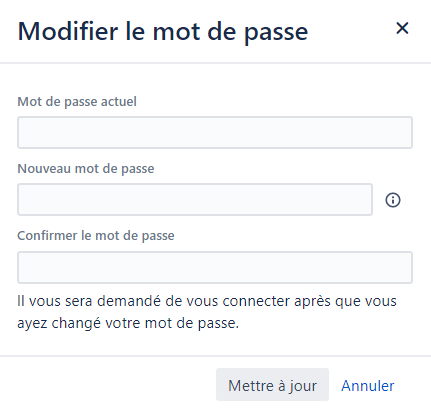 Modifier le mot de passe
Mot de passe actuel
Nouveau mot de passe
Confirmer le mot de passe
Il vous sera demandé de vous connecter après que vous
ayez changé votre mot de passe.
Mettre à jour Annuler